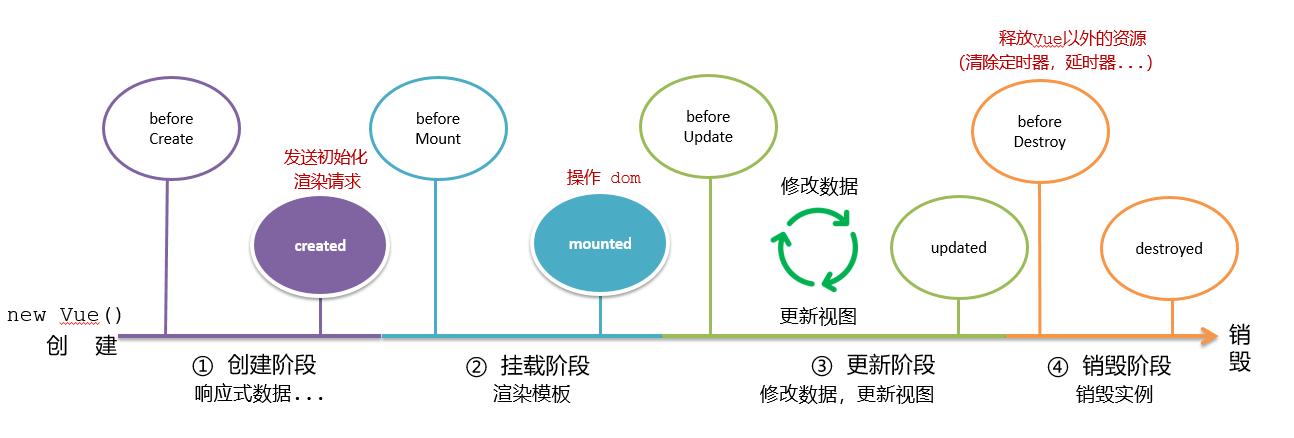 释放Vue以外的资源
(清除定时器，延时器...)
before
Create
before
Mount
before
Update
before
Destroy
发送初始化
渲染请求
操作 dom
修改数据
created
mounted
updated
destroyed
更新视图
new Vue()
创 建
销
毁
① 创建阶段
响应式数据...
② 挂载阶段
渲染模板
③ 更新阶段
修改数据，更新视图
④ 销毁阶段
销毁实例